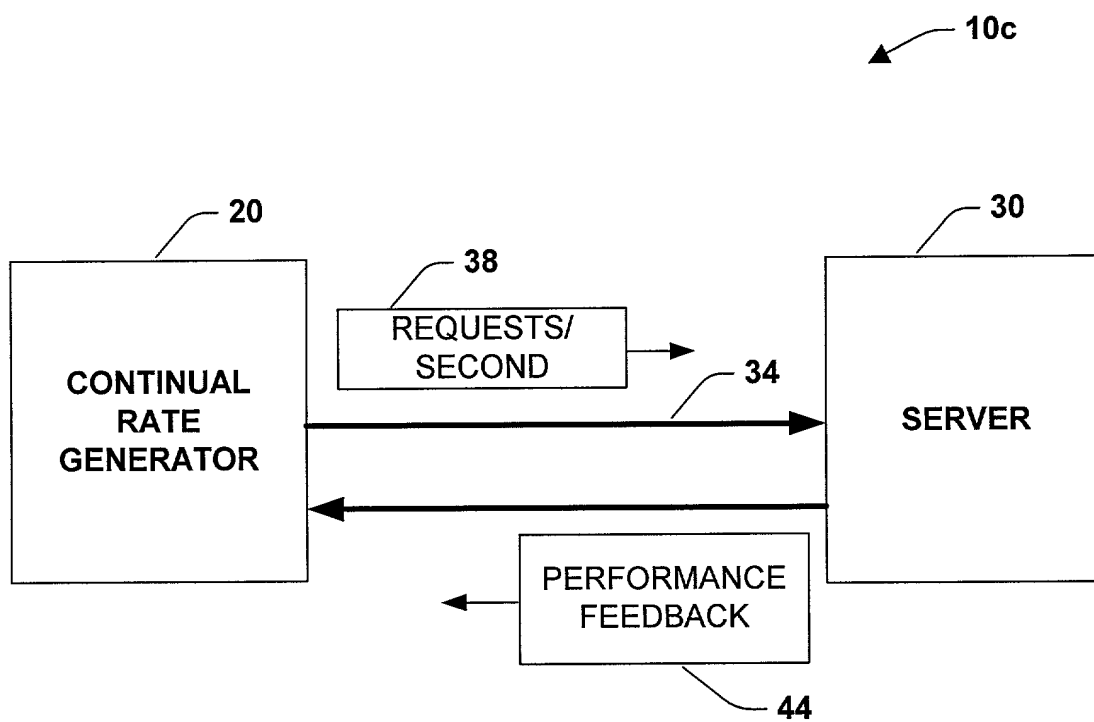 10c
20
30
38
REQUESTS/
SECOND
34
CONTINUAL
RATE
GENERATOR
SERVER
PERFORMANCE
FEEDBACK
44